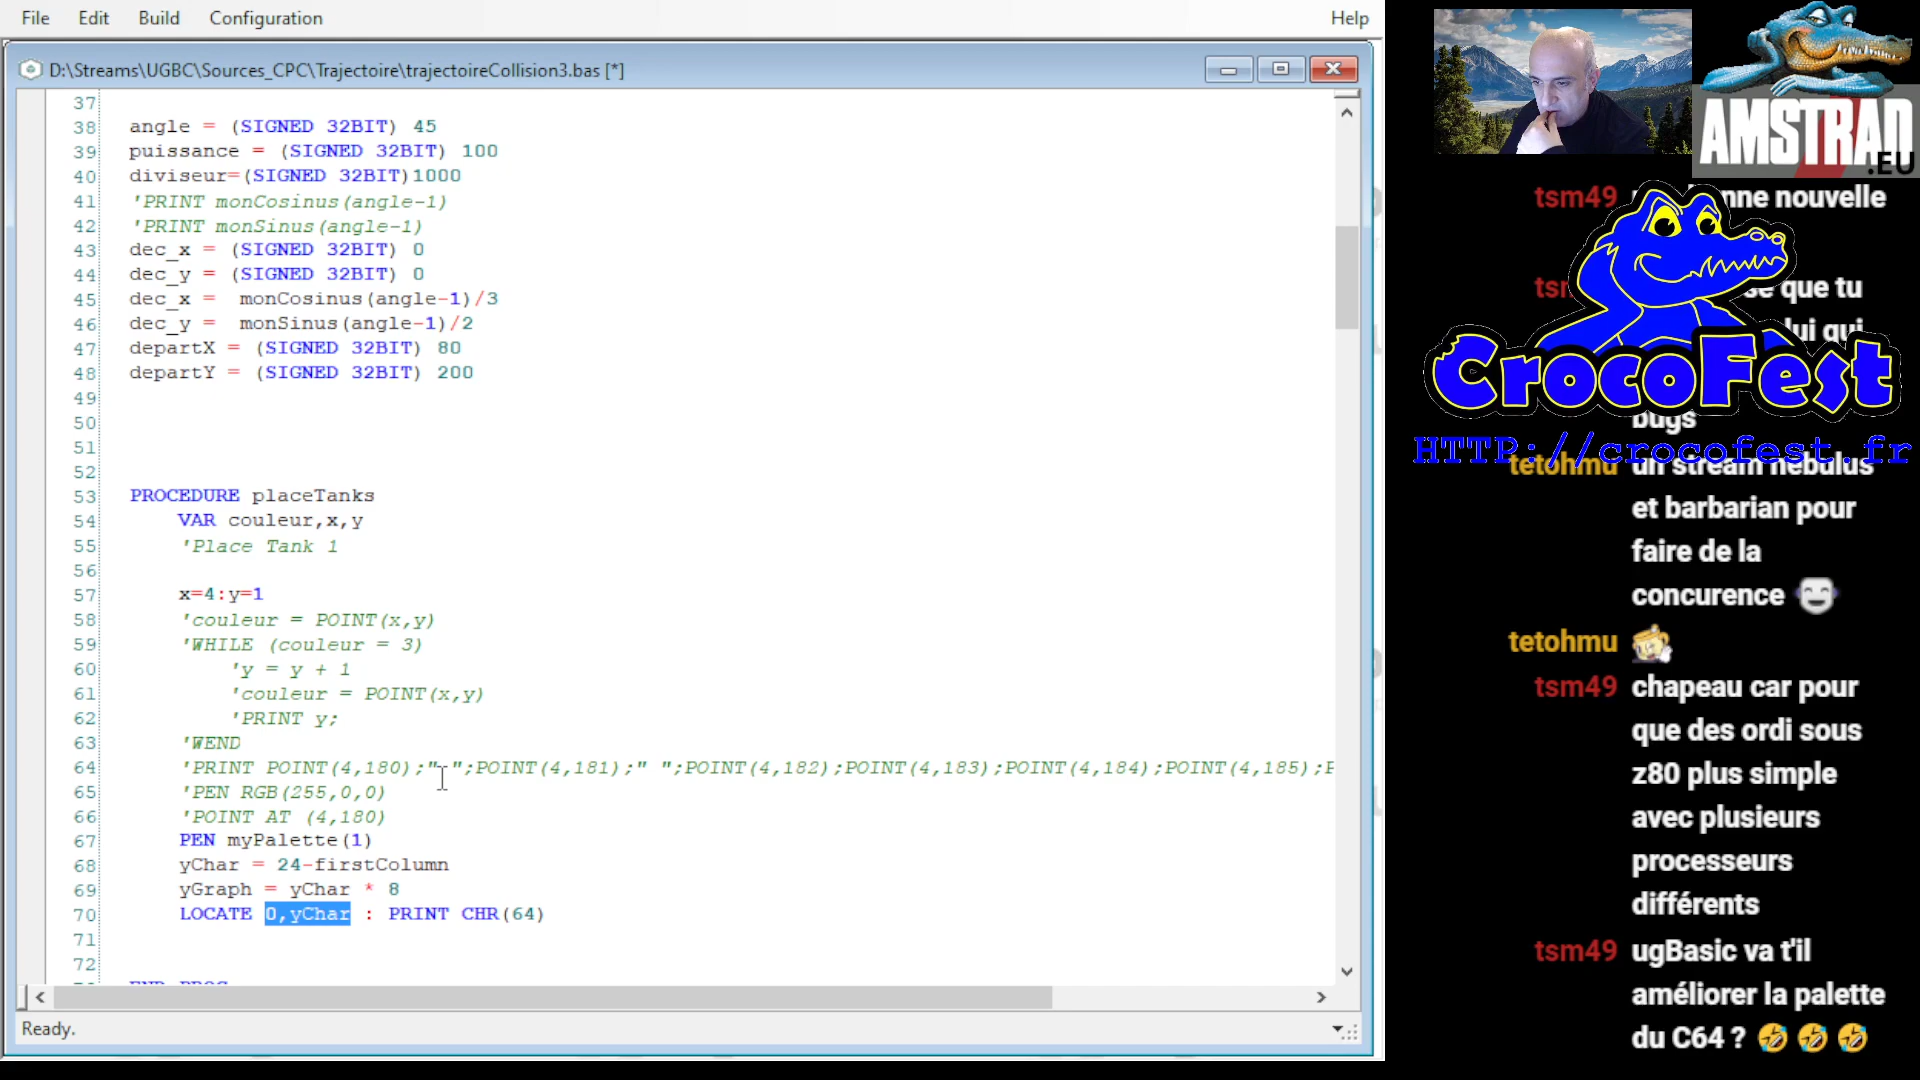 File Edit Build Configuration Help
D:\Streams\UGBC\Sources_CPC\Trajectoire\trajectoireCollision3.bas [*]
37
38 angle = (SIGNED 32BIT) 45
39 puissance = (SIGNED 32BIT) 100
40 diviseur=(SIGNED 32BIT)1000
41 'PRINT monCosinus(angle-1)
42 'PRINT monSinus(angle-1)
43 dec_x = (SIGNED 32BIT) 0
44 dec_y = (SIGNED 32BIT) 0
45 dec_x =  monCosinus(angle-1)/3
46 dec_y =  monSinus(angle-1)/2
47 departX = (SIGNED 32BIT) 80
48 departY = (SIGNED 32BIT) 200
49
50
51
52
53 PROCEDURE placeTanks
54 VAR couleur,x,y
55 'Place Tank 1
56
57 x=4:y=1
58 'couleur = POINT(x,y)
59 'WHILE (couleur = 3)
60 'y = y + 1
61 'couleur = POINT(x,y)
62 'PRINT y;
63 'WEND
64 'PRINT POINT(4,180);" ";POINT(4,181);" ";POINT(4,182);POINT(4,183);POINT(4,184);POINT(4,185);P
65 'PEN RGB(255,0,0)
66 'POINT AT (4,180)
67 PEN myPalette(1)
68 yChar = 24-firstColumn
69 yGraph = yChar * 8
70 LOCATE 0,yChar : PRINT CHR(64)
71
72
Ready.
AMSTRAD
.EU
tsm49 nne nouvelle
que tu
lui qui
CrocoFest
bugs
HTTP://crocofest.fr
tetohmu un stream nebulus
et barbarian pour
faire de la
concurence
tetohmu
tsm49 chapeau car pour
que des ordi sous
z80 plus simple
avec plusieurs
processeurs
différents
tsm49 ugBasic va t'il
améliorer la palette
du C64 ? 🤣 🤣 🤣